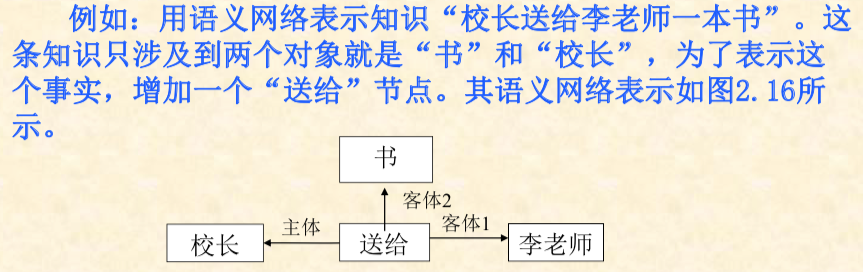 例如：用语义网络表示知识“校长送给李老师一本书”。这
条知识只涉及到两个对象就是“书”和“校长”，为了表示这
个事实，增加一个“送给”节点。其语义网络表示如图2.16所
示。
书
客体2
主体
客体1
校长
送给
李老师